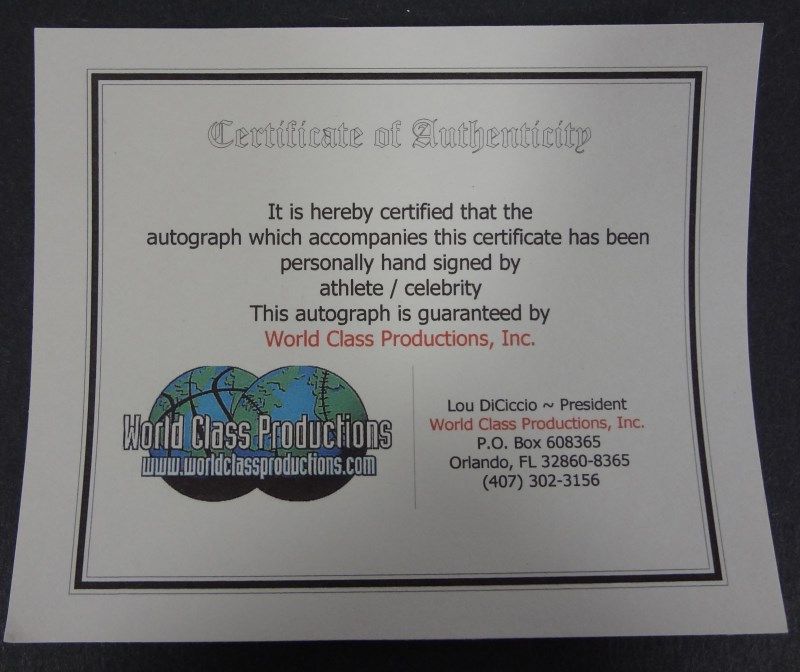 Certificate of Authenticity
It is hereby certified that the
autograph which accompanies this certificate has been
personally hand signed by
athlete / celebrity
This autograph is guaranteed by
World Class Productions, Inc.
World Class Productions
www.worldclassproductions.com
Lou DiCiccio ~ President
World Class Productions, Inc.
P.O. Box 608365
Orlando, FL 32860-8365
(407) 302-3156